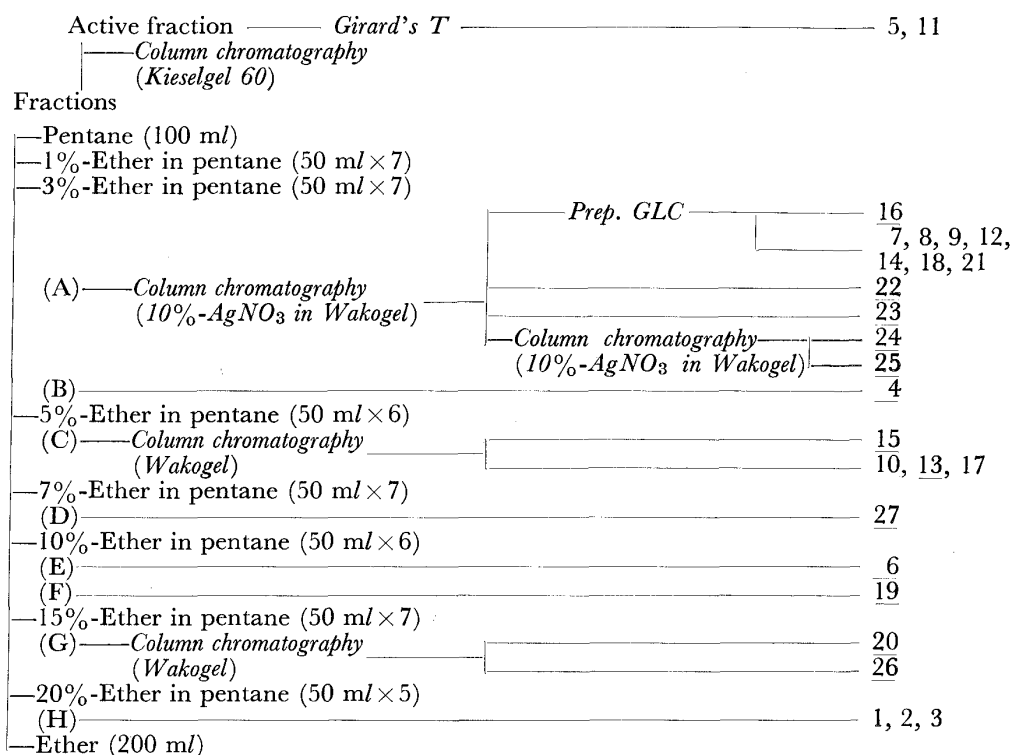 Active fraction Girard's T 5, 11
Column chromatography
(Kieselgel 60)
Fractions
Pentane (100 ml)
1%-Ether in pentane (50 ml × 7)
3%-Ether in pentane (50 ml × 7)
Prep. GLC 16
7, 8, 9, 12,
14, 18, 21
(A) Column chromatography 22
(10%-AgNO3 in Wakogel) 23
Column chromatography 24
(10%-AgNO3 in Wakogel) 25
(B) 4
5%-Ether in pentane (50 ml × 6)
(C) Column chromatography 15
(Wakogel) 10, 13, 17
7%-Ether in pentane (50 ml × 7)
(D) 27
10%-Ether in pentane (50 ml × 6)
(E) 6
(F) 19
15%-Ether in pentane (50 ml × 7)
(G) Column chromatography 20
(Wakogel) 26
20%-Ether in pentane (50 ml × 5)
(H) 1, 2, 3
Ether (200 ml)